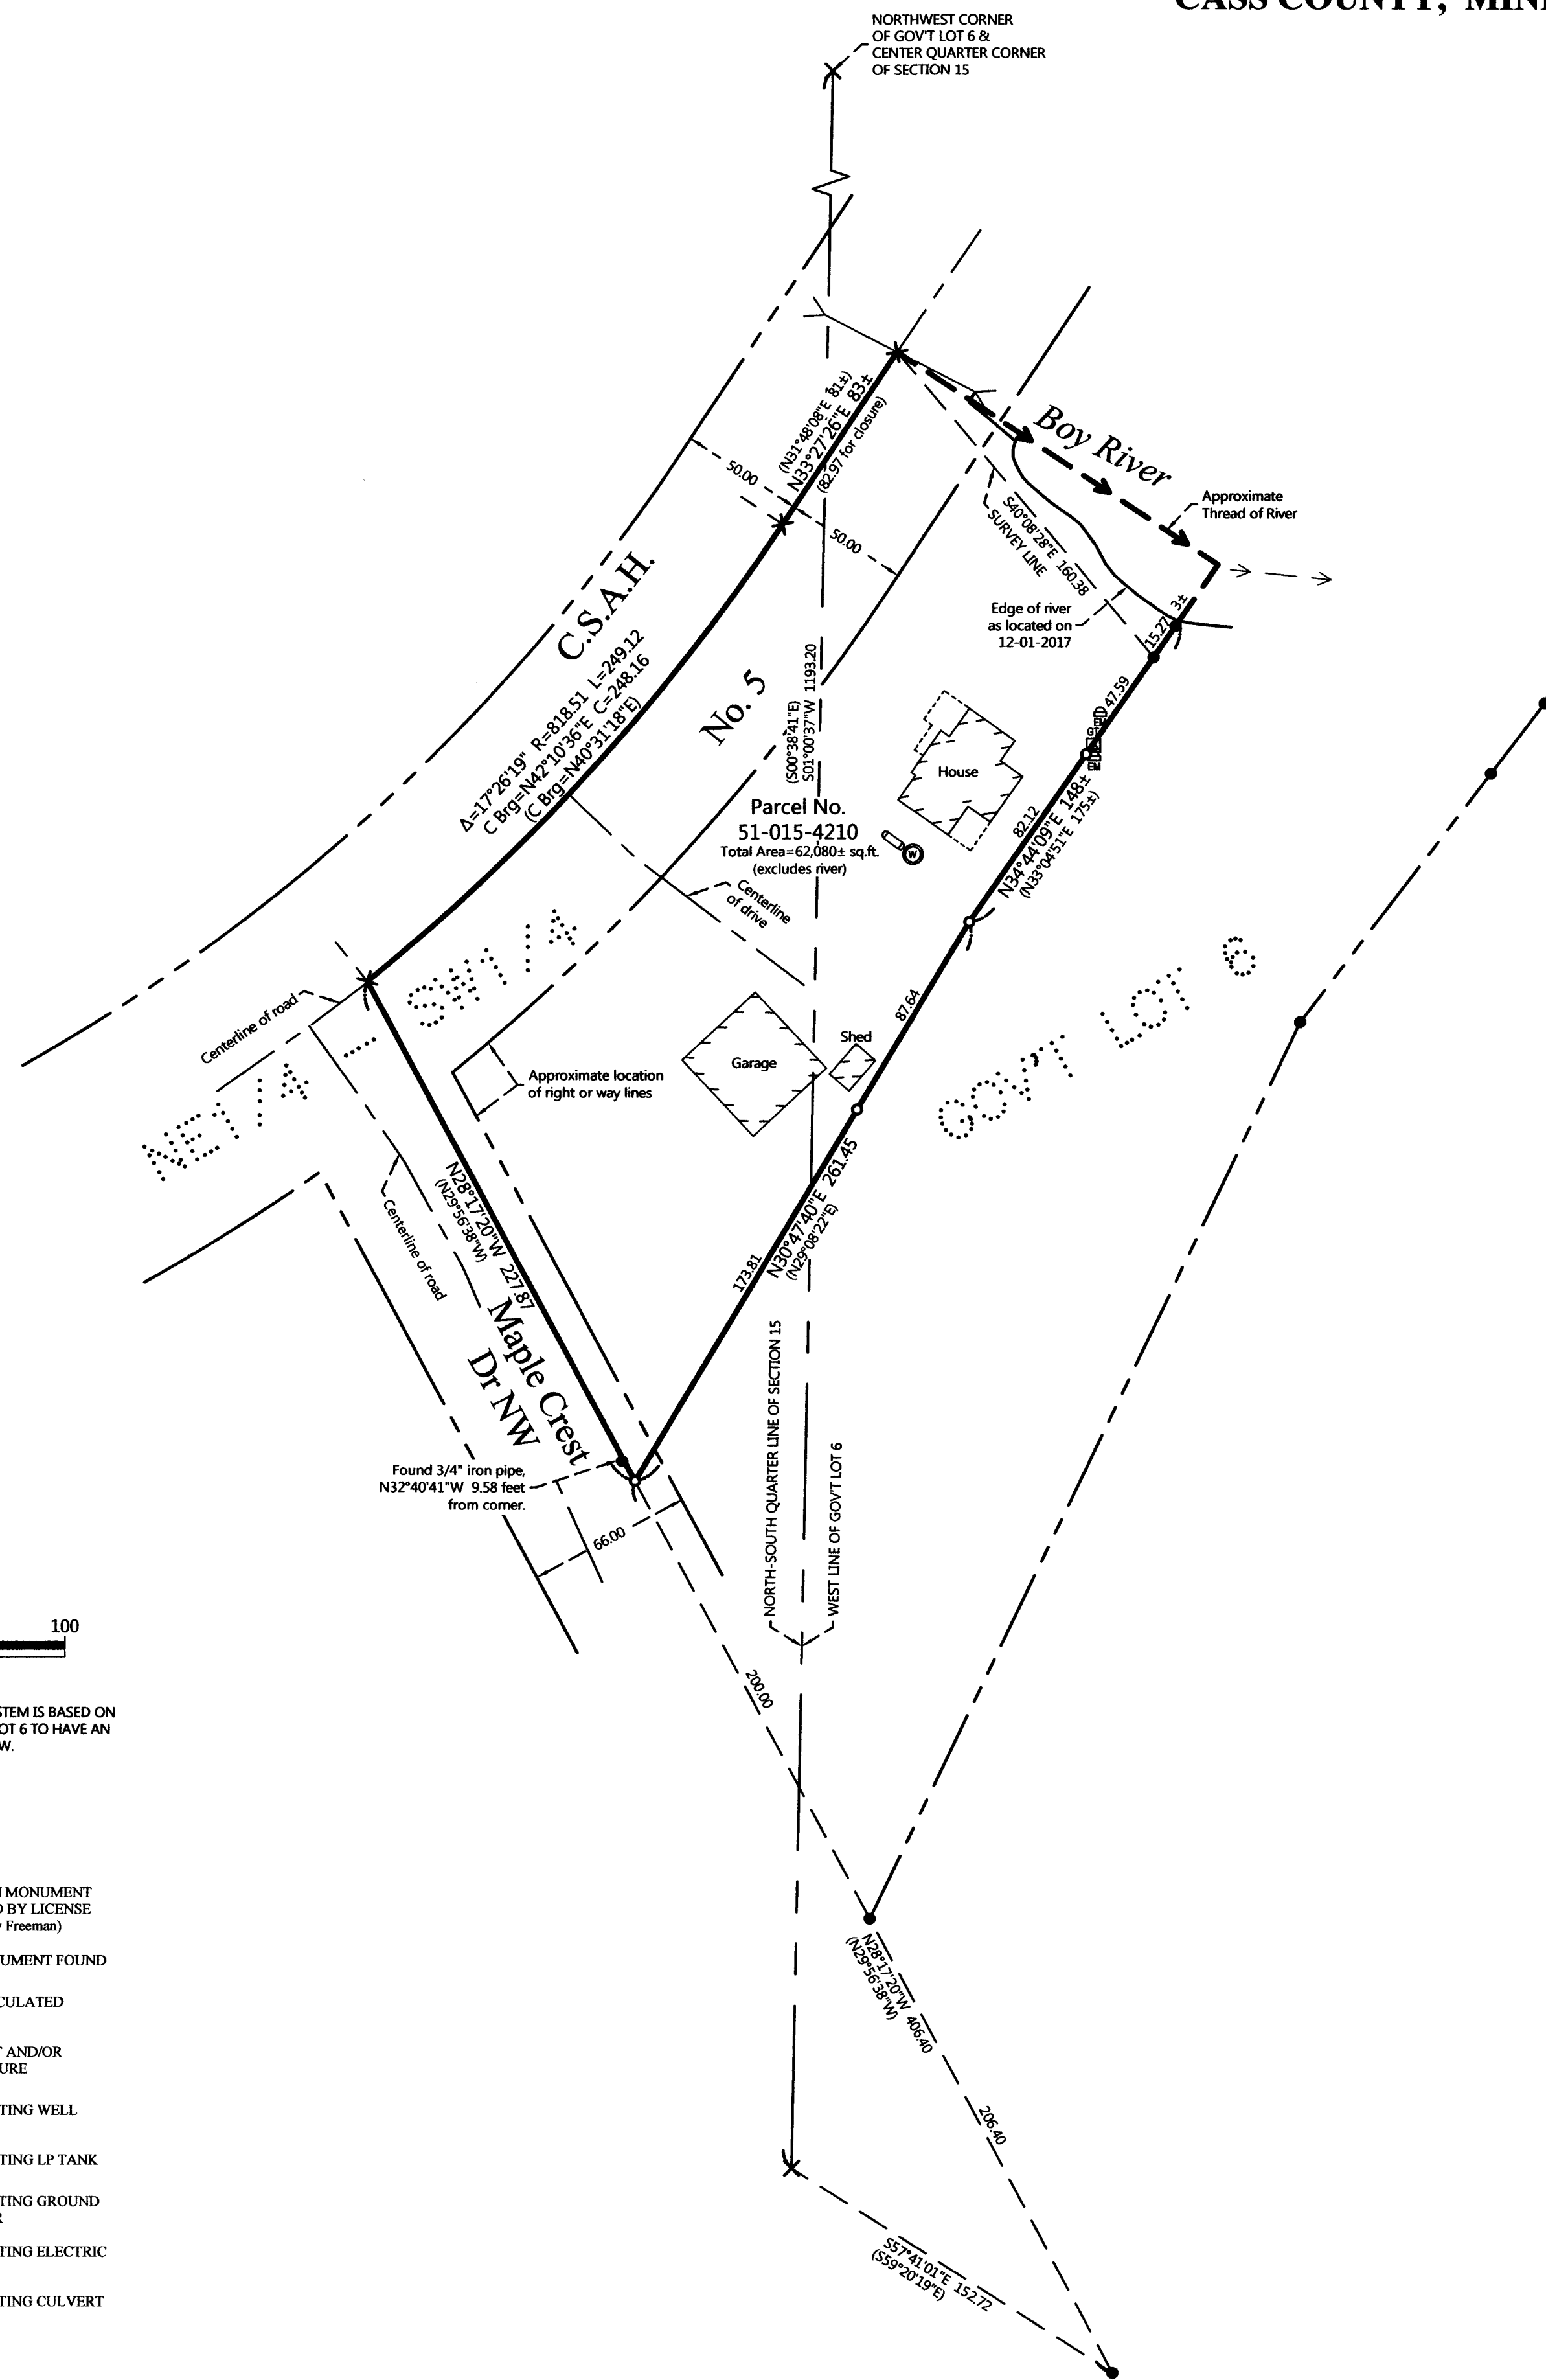 CASS COUNTY, MIN
NORTHWEST CORNER
OF GOV'T LOT 6 &
CENTER QUARTER CORNER
OF SECTION 15
(N31°48'08"E 81±)
N33°27'26"E 83±
(82.97 for closure)
50.00
50.00
Boy River
Approximate
Thread of River
S40°08'28"E 160.38
SURVEY LINE
Edge of river
as located on
12-01-2017
3±
15.27
47.59
C.S.A.H.
No. 5
Δ=17°26'19" R=818.51 L=249.12
C Brg=N42°10'36"E C=248.16
(C Brg=N40°31'18"E)
(S00°38'41"E)
S01°00'37"W 1193.20
House
Parcel No.
51-015-4210
Total Area=62,080± sq.ft.
(excludes river)
W
EM
82.12
N34°44'09"E 148±
(N33°04'51"E 175±)
Centerline
of drive
NE1/4 - SW1/4
GOV'T LOT 6
Centerline of road
87.64
Shed
Garage
Approximate location
of right or way lines
N28°17'20"W 227.87
(N29°56'38"W)
Centerline of road
173.81
N30°47'40"E 261.45
(N29°08'22"E)
Maple Crest
Dr NW
Found 3/4" iron pipe,
N32°40'41"W 9.58 feet
from corner.
66.00
NORTH-SOUTH QUARTER LINE OF SECTION 15
WEST LINE OF GOV'T LOT 6
100
STEM IS BASED ON
OT 6 TO HAVE AN
W.
200.00
MONUMENT
D BY LICENSE
Freeman)
UMENT FOUND
CULATED
T AND/OR
URE
TING WELL
TING LP TANK
TING GROUND
R
TING ELECTRIC
TING CULVERT
N28°17'20"W 406.40
(N29°56'38"W)
206.40
S57°41'01"E 152.72
(S59°20'19"E)